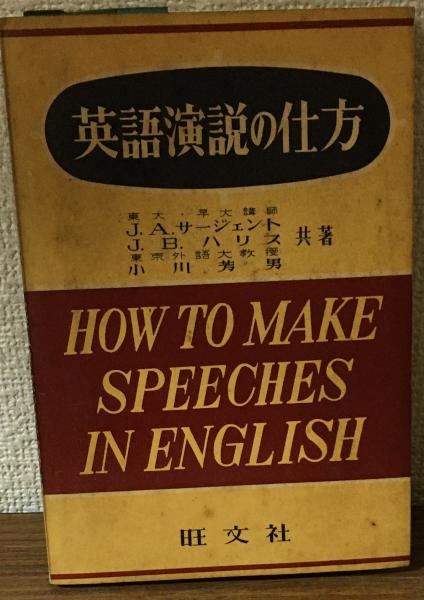 英語演説の仕方
東大・早大講師
J.A.サージェント
J.B.ハリス
東京外語大教授
小川芳男
共著
HOW TO MAKE
SPEECHES
IN ENGLISH
旺文社